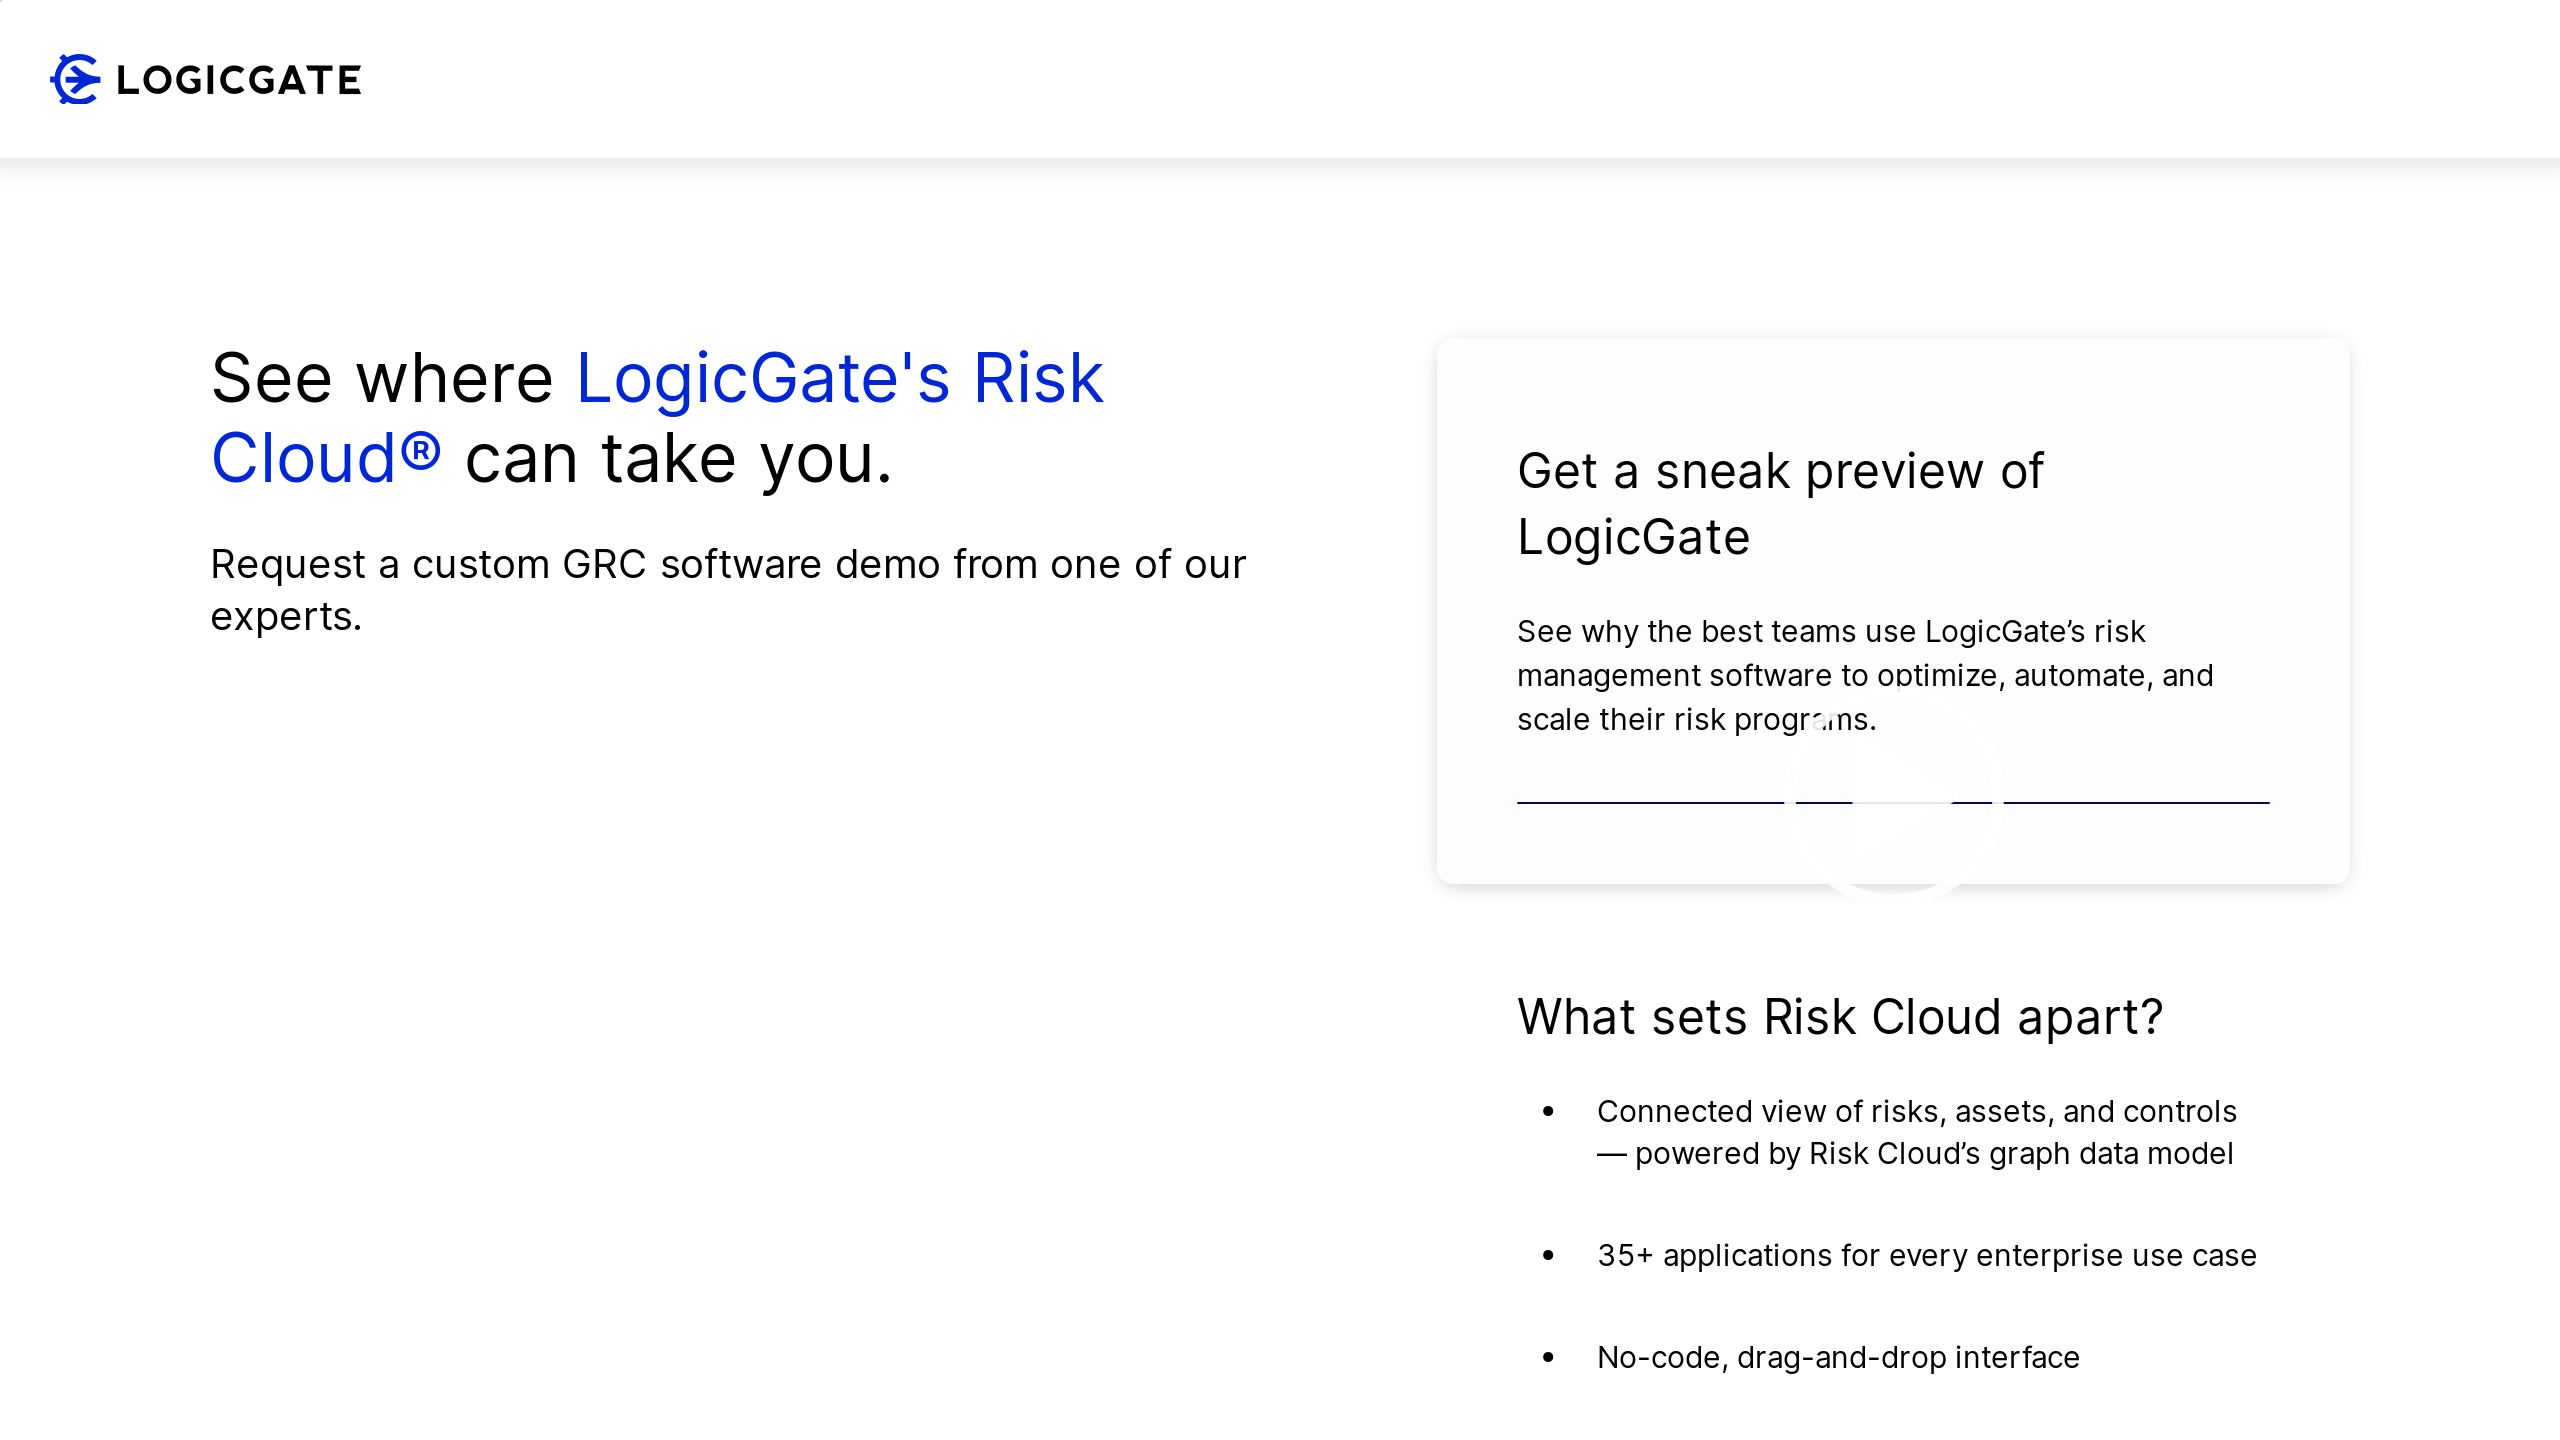 LOGICGATE
See where LogicGate's Risk
Cloud® can take you.
Request a custom GRC software demo from one of our
experts.
Get a sneak preview of
LogicGate
See why the best teams use LogicGate’s risk
management software to optimize, automate, and
scale their risk programs.
What sets Risk Cloud apart?
• Connected view of risks, assets, and controls
— powered by Risk Cloud’s graph data model
• 35+ applications for every enterprise use case
• No-code, drag-and-drop interface